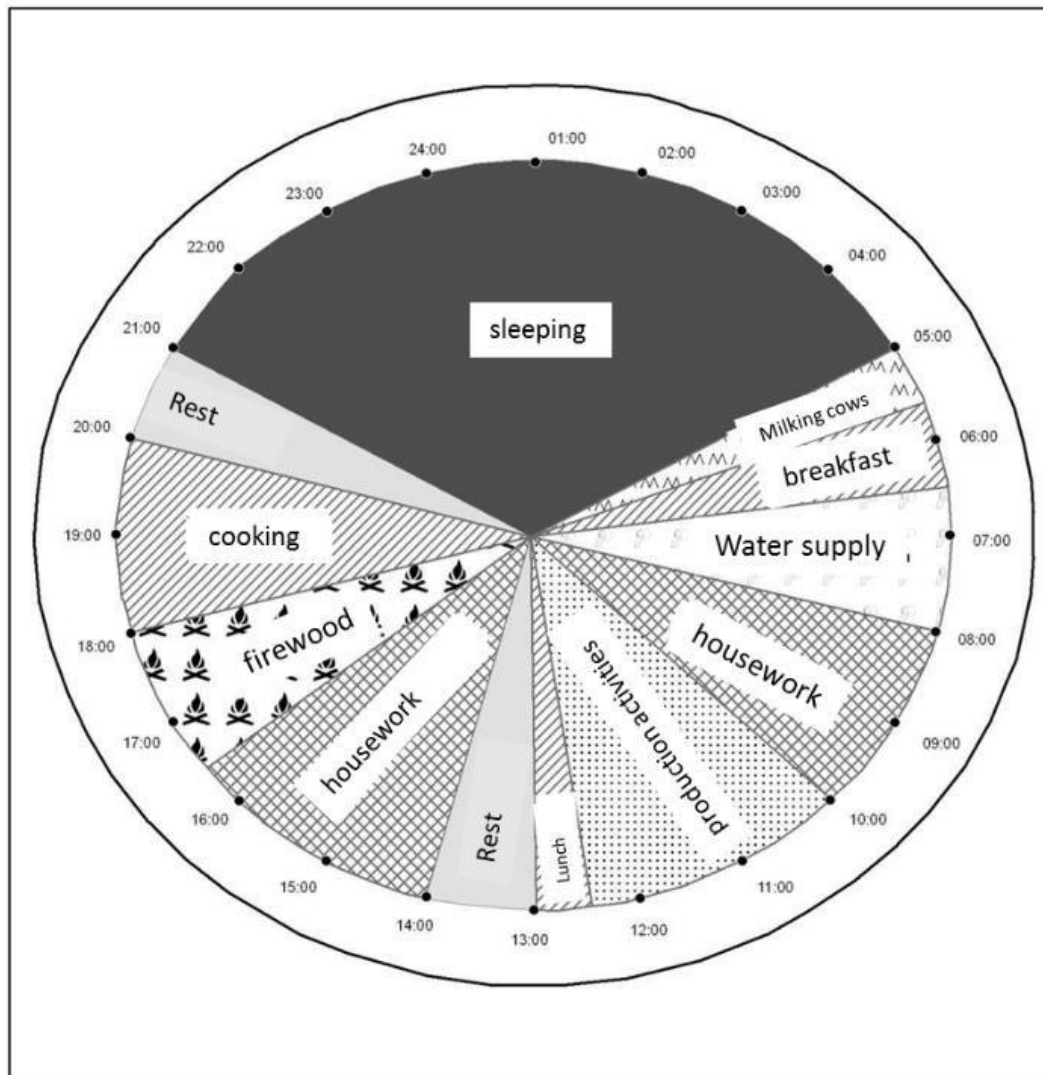 01:00
02:00
03:00
04:00
05:00
06:00
07:00
08:00
09:00
10:00
11:00
12:00
13:00
14:00
15:00
16:00
17:00
18:00
19:00
20:00
21:00
22:00
23:00
24:00
sleeping
Milking cows
breakfast
Water supply
housework
production activities
Lunch
Rest
housework
firewood
cooking
Rest